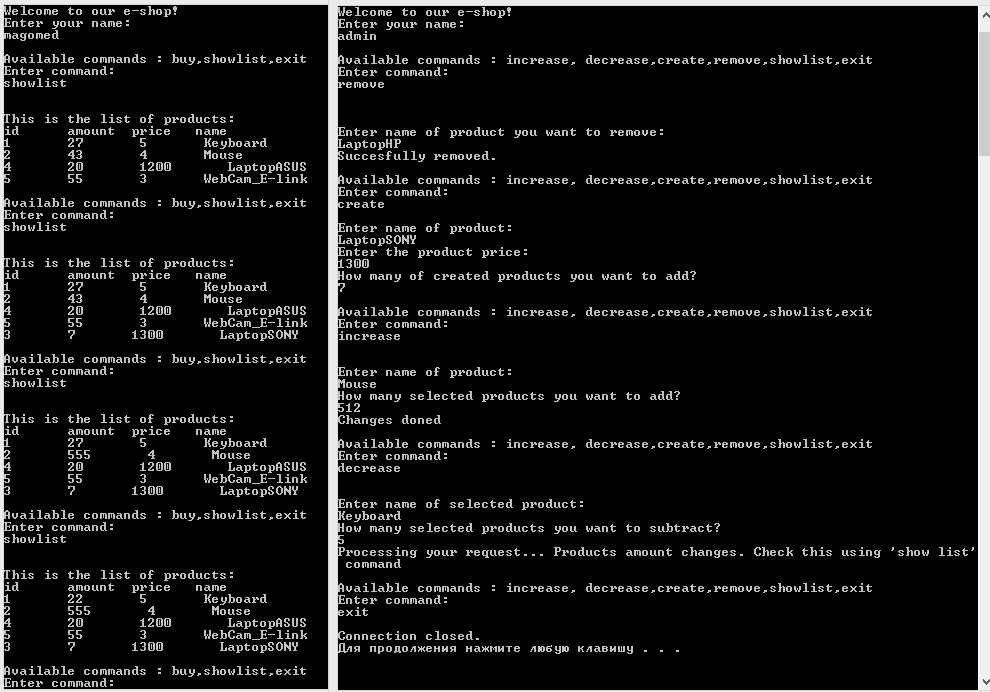 Welcome to our e-shop!
Enter your name:
magomed
Available commands : buy,showlist,exit
Enter command:
showlist
This is the list of products:
id amount price name
1 27 5 Keyboard
2 43 4 Mouse
4 20 1200 LaptopASUS
5 55 3 WebCam_E-link
Available commands : buy,showlist,exit
Enter command:
showlist
This is the list of products:
id amount price name
1 27 5 Keyboard
2 43 4 Mouse
4 20 1200 LaptopASUS
5 55 3 WebCam_E-link
3 7 1300 LaptopSONY
Available commands : buy,showlist,exit
Enter command:
showlist
This is the list of products:
id amount price name
1 27 5 Keyboard
2 555 4 Mouse
4 20 1200 LaptopASUS
5 55 3 WebCam_E-link
3 7 1300 LaptopSONY
Available commands : buy,showlist,exit
Enter command:
showlist
This is the list of products:
id amount price name
1 22 5 Keyboard
2 555 4 Mouse
4 20 1200 LaptopASUS
5 55 3 WebCam_E-link
3 7 1300 LaptopSONY
Available commands : buy,showlist,exit
Enter command:
Welcome to our e-shop!
Enter your name:
admin
Available commands : increase, decrease,create,remove,showlist,exit
Enter command:
remove
Enter name of product you want to remove:
LaptopHP
Succesfully removed.
Available commands : increase, decrease,create,remove,showlist,exit
Enter command:
create
Enter name of product:
LaptopSONY
Enter the product price:
1300
How many of created products you want to add?
7
Available commands : increase, decrease,create,remove,showlist,exit
Enter command:
increase
Enter name of product:
Mouse
How many selected products you want to add?
512
Changes doned
Available commands : increase, decrease,create,remove,showlist,exit
Enter command:
decrease
Enter name of selected product:
Keyboard
How many selected products you want to subtract?
5
Processing your request... Products amount changes. Check this using 'show list'
command
Available commands : increase, decrease,create,remove,showlist,exit
Enter command:
exit
Connection closed.
Для продолжения нажмите любую клавишу . . .